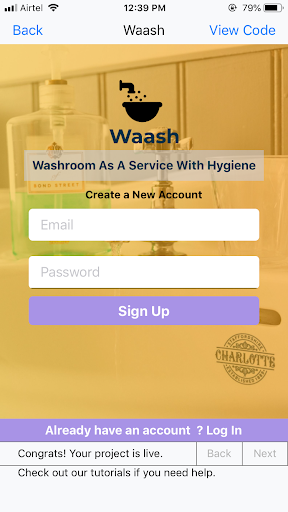 Airtel 12:39 PM 79%
Back Waash View Code
Waash
Washroom As A Service With Hygiene
Create a New Account
Email
Password
Sign Up
STAFFORDSHIRE
CHARLOTTE
Already have an account ? Log In
Congrats! Your project is live. Back Next
Check out our tutorials if you need help.